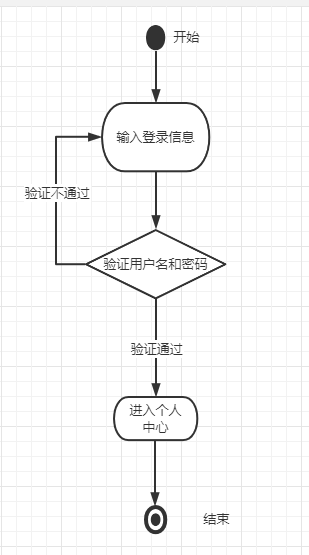 开始
输入登录信息
验证不通过
验证用户名和密码
验证通过
进入个人
中心
结束